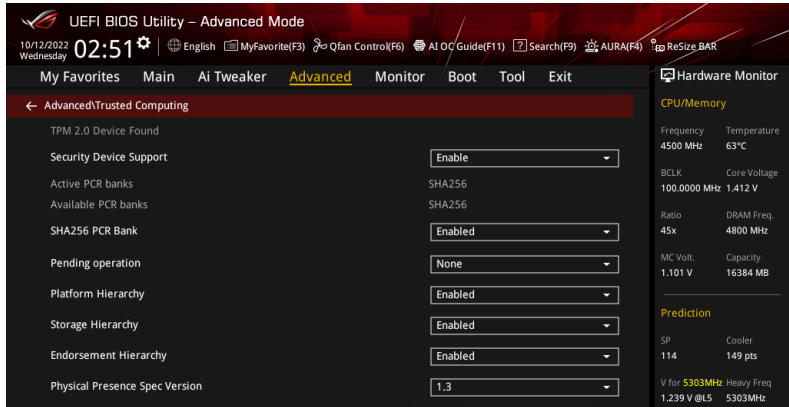 UEFI BIOS Utility – Advanced Mode
10/12/2022 Wednesday 02:51 English MyFavorite(F3) Qfan Control(F6) AI OC Guide(F11) ? Search(F9) AURA(F4) ReSize BAR
My Favorites Main Ai Tweaker Advanced Monitor Boot Tool Exit
← Advanced\Trusted Computing
TPM 2.0 Device Found
Security Device Support Enable
Active PCR banks SHA256
Available PCR banks SHA256
SHA256 PCR Bank Enabled
Pending operation None
Platform Hierarchy Enabled
Storage Hierarchy Enabled
Endorsement Hierarchy Enabled
Physical Presence Spec Version 1.3
Hardware Monitor
CPU/Memory
Frequency Temperature
4500 MHz 63°C
BCLK Core Voltage
100.0000 MHz 1.412 V
Ratio DRAM Freq.
45x 4800 MHz
MC Volt. Capacity
1.101 V 16384 MB
Prediction
SP Cooler
114 149 pts
V for 5303MHz Heavy Freq
1.239 V @L5 5303MHz